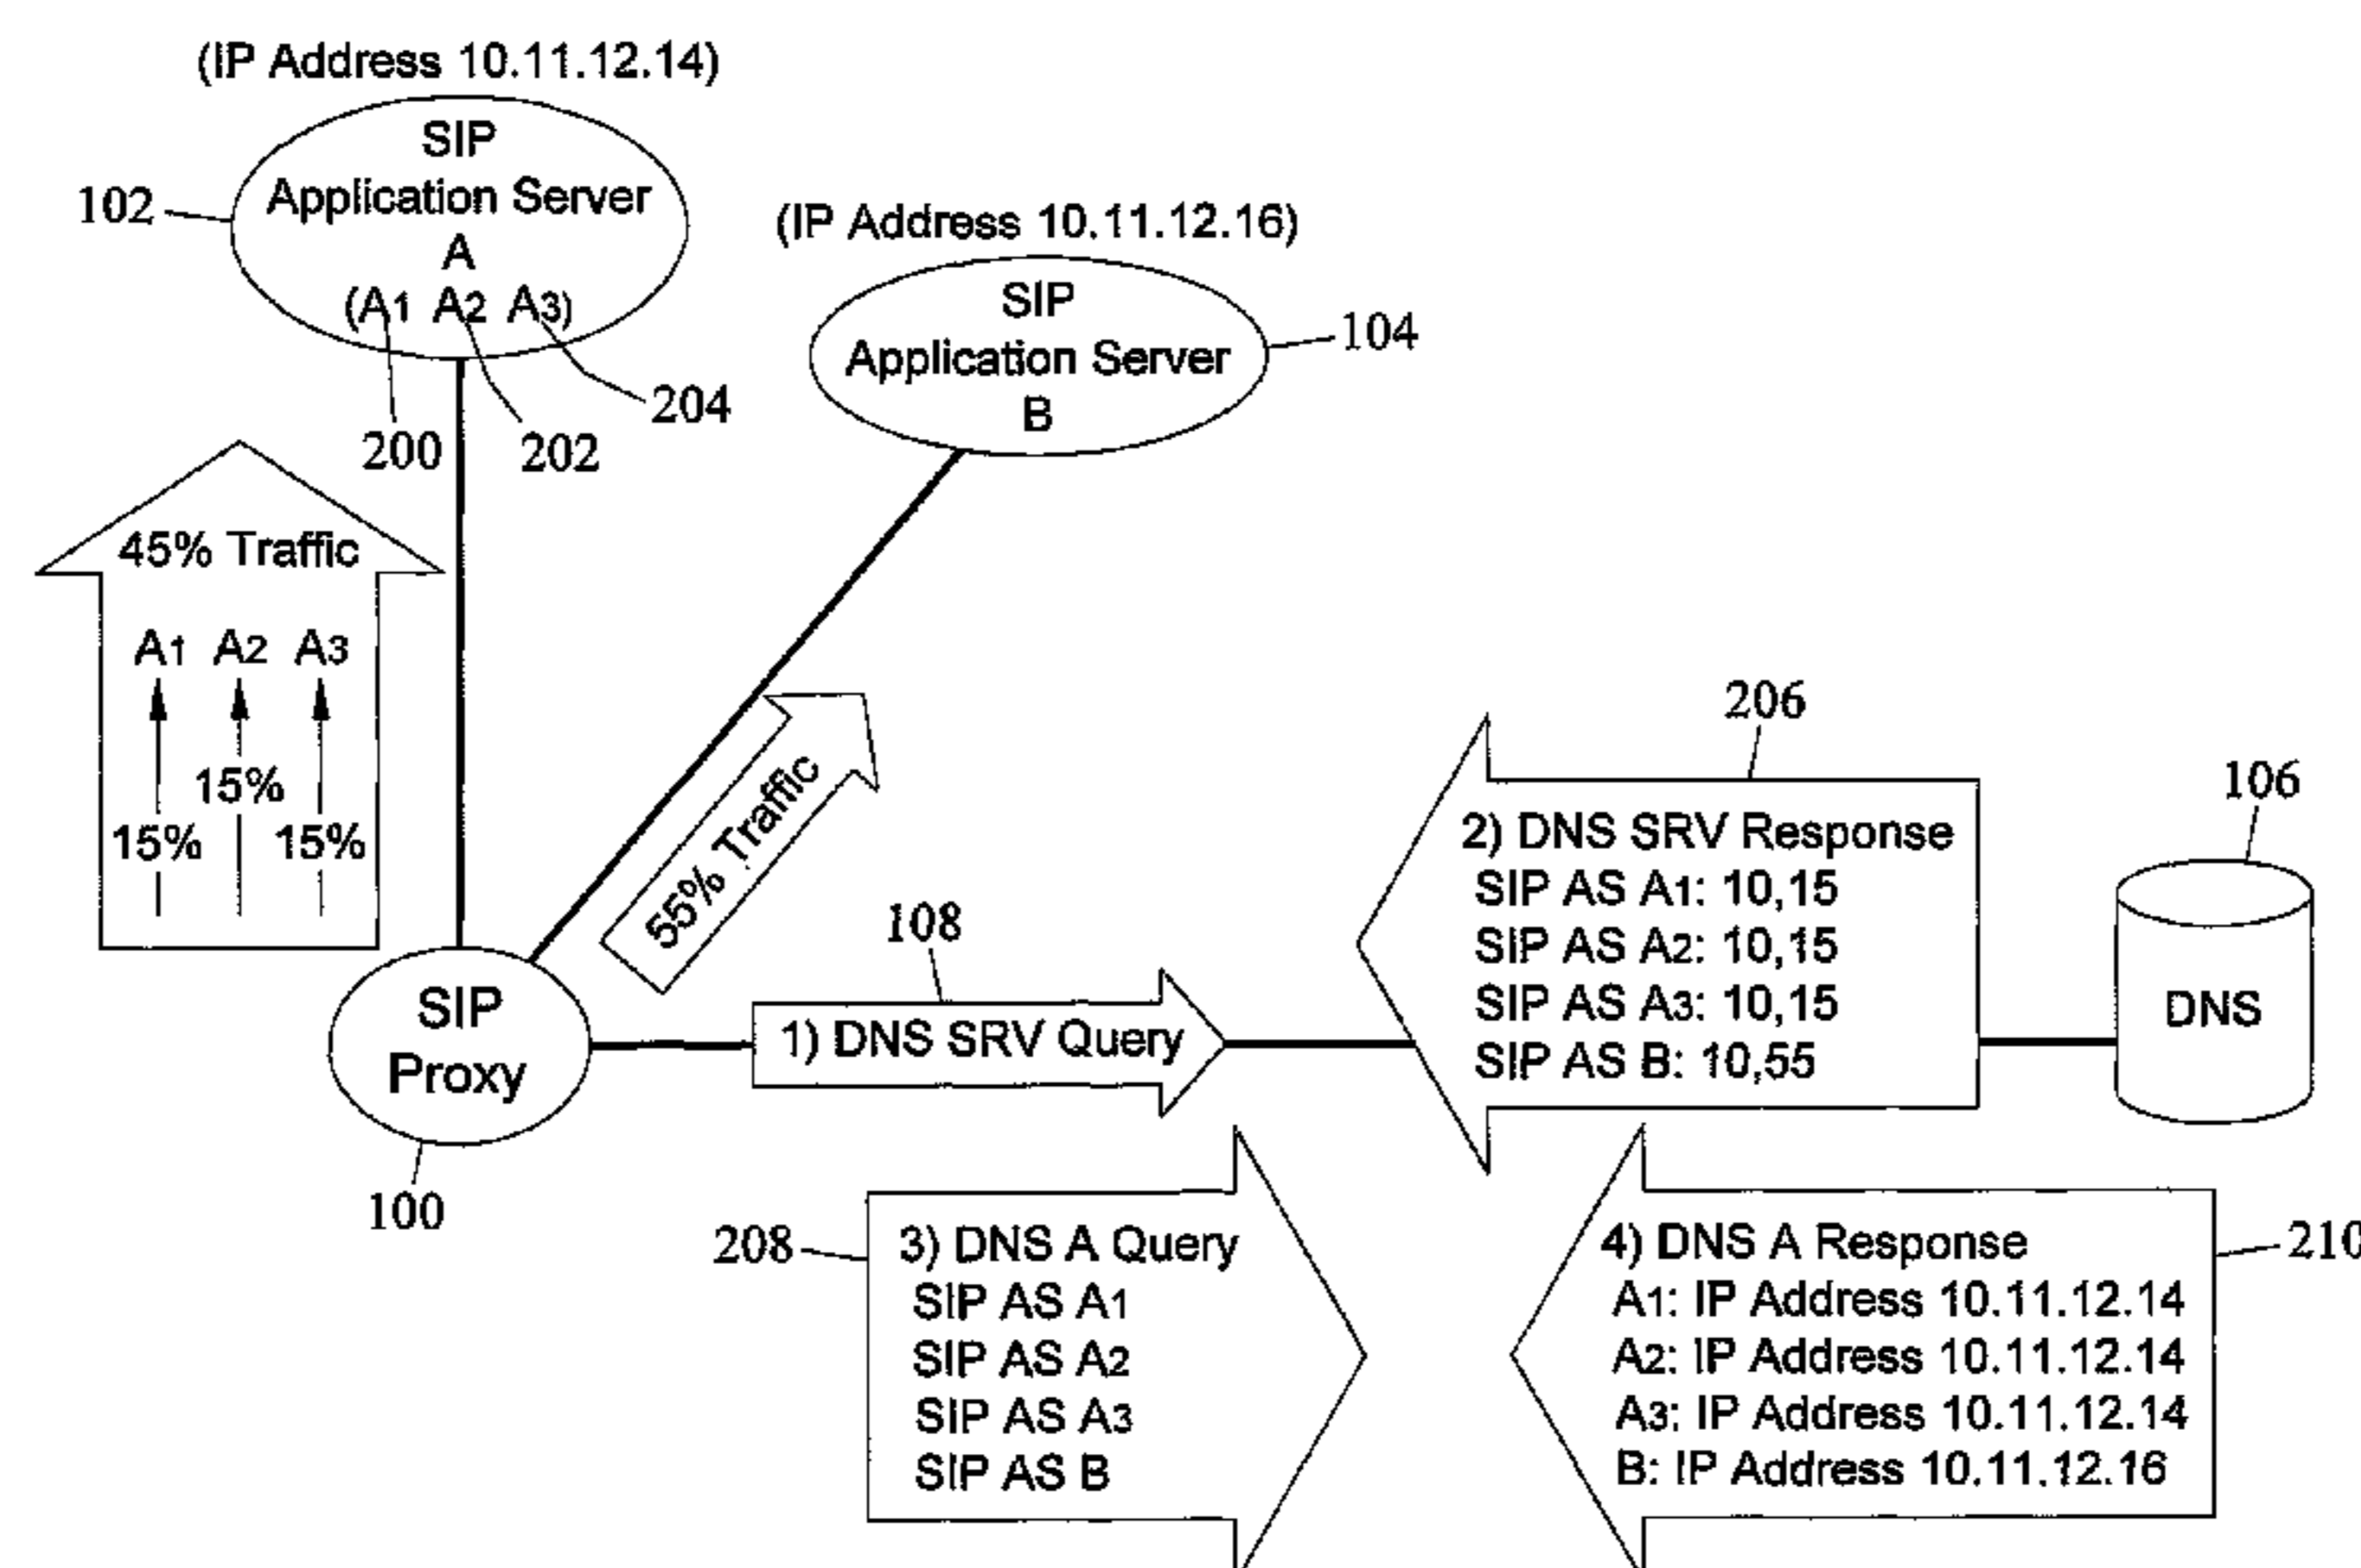 (IP Address 10.11.12.14)
SIP
Application Server
A
(A1 A2 A3)
102
200
202
204
(IP Address 10.11.12.16)
SIP
Application Server
B
104
45% Traffic
A1 A2 A3
15%
15%
15%
55% Traffic
SIP
Proxy
100
108
1) DNS SRV Query
206
2) DNS SRV Response
SIP AS A1: 10,15
SIP AS A2: 10,15
SIP AS A3: 10,15
SIP AS B: 10,55
106
DNS
208
3) DNS A Query
SIP AS A1
SIP AS A2
SIP AS A3
SIP AS B
4) DNS A Response
A1: IP Address 10.11.12.14
A2: IP Address 10.11.12.14
A3: IP Address 10.11.12.14
B: IP Address 10.11.12.16
210